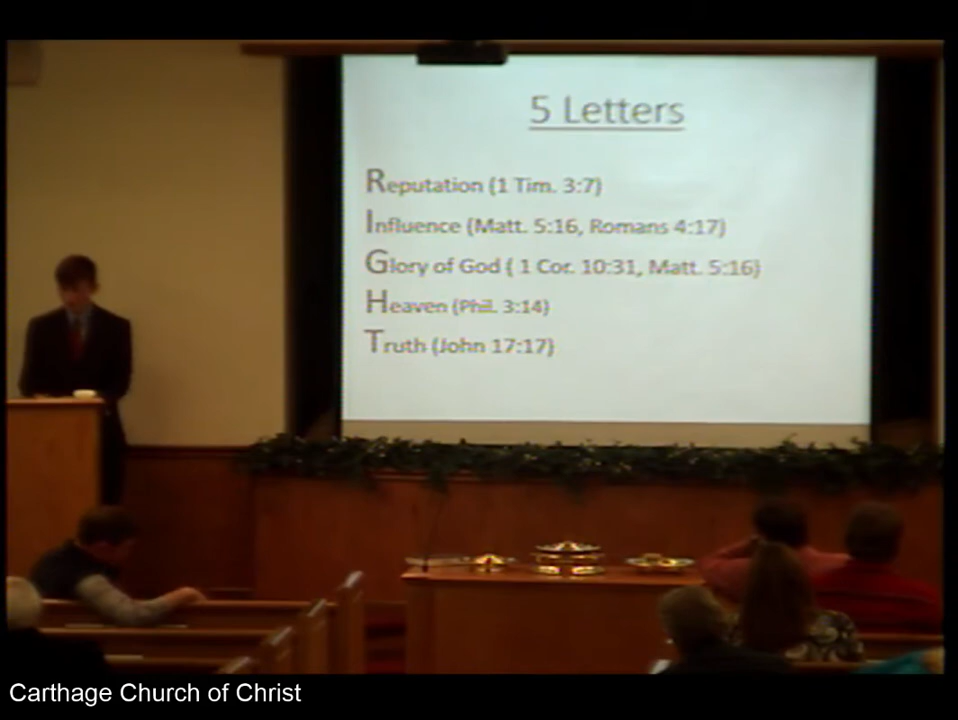 5 Letters
Reputation (1 Tim. 3:7)
Influence (Matt. 5:16, Romans 4:17)
Glory of God ( 1 Cor. 10:31, Matt. 5:16)
Heaven (Phil. 3:14)
Truth (John 17:17)
Carthage Church of Christ